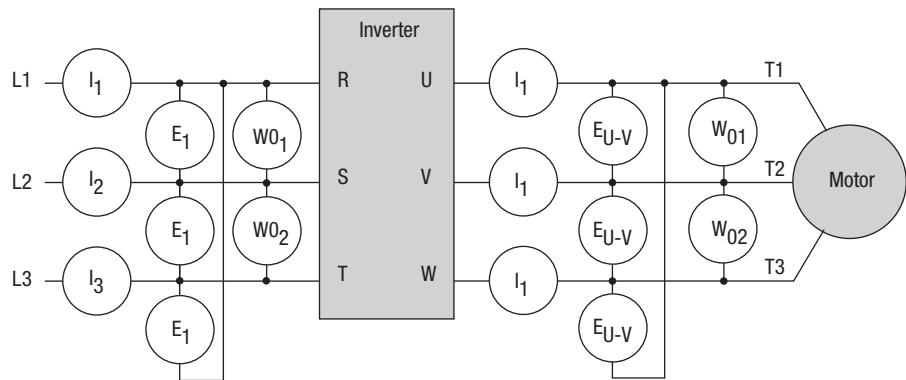 Inverter
L1 I1 R U I1 T1
E1 W01 EU-V W01
L2 I2 S V I1 T2 Motor
E1 W02 EU-V W02
L3 I3 T W I1 T3
E1 EU-V